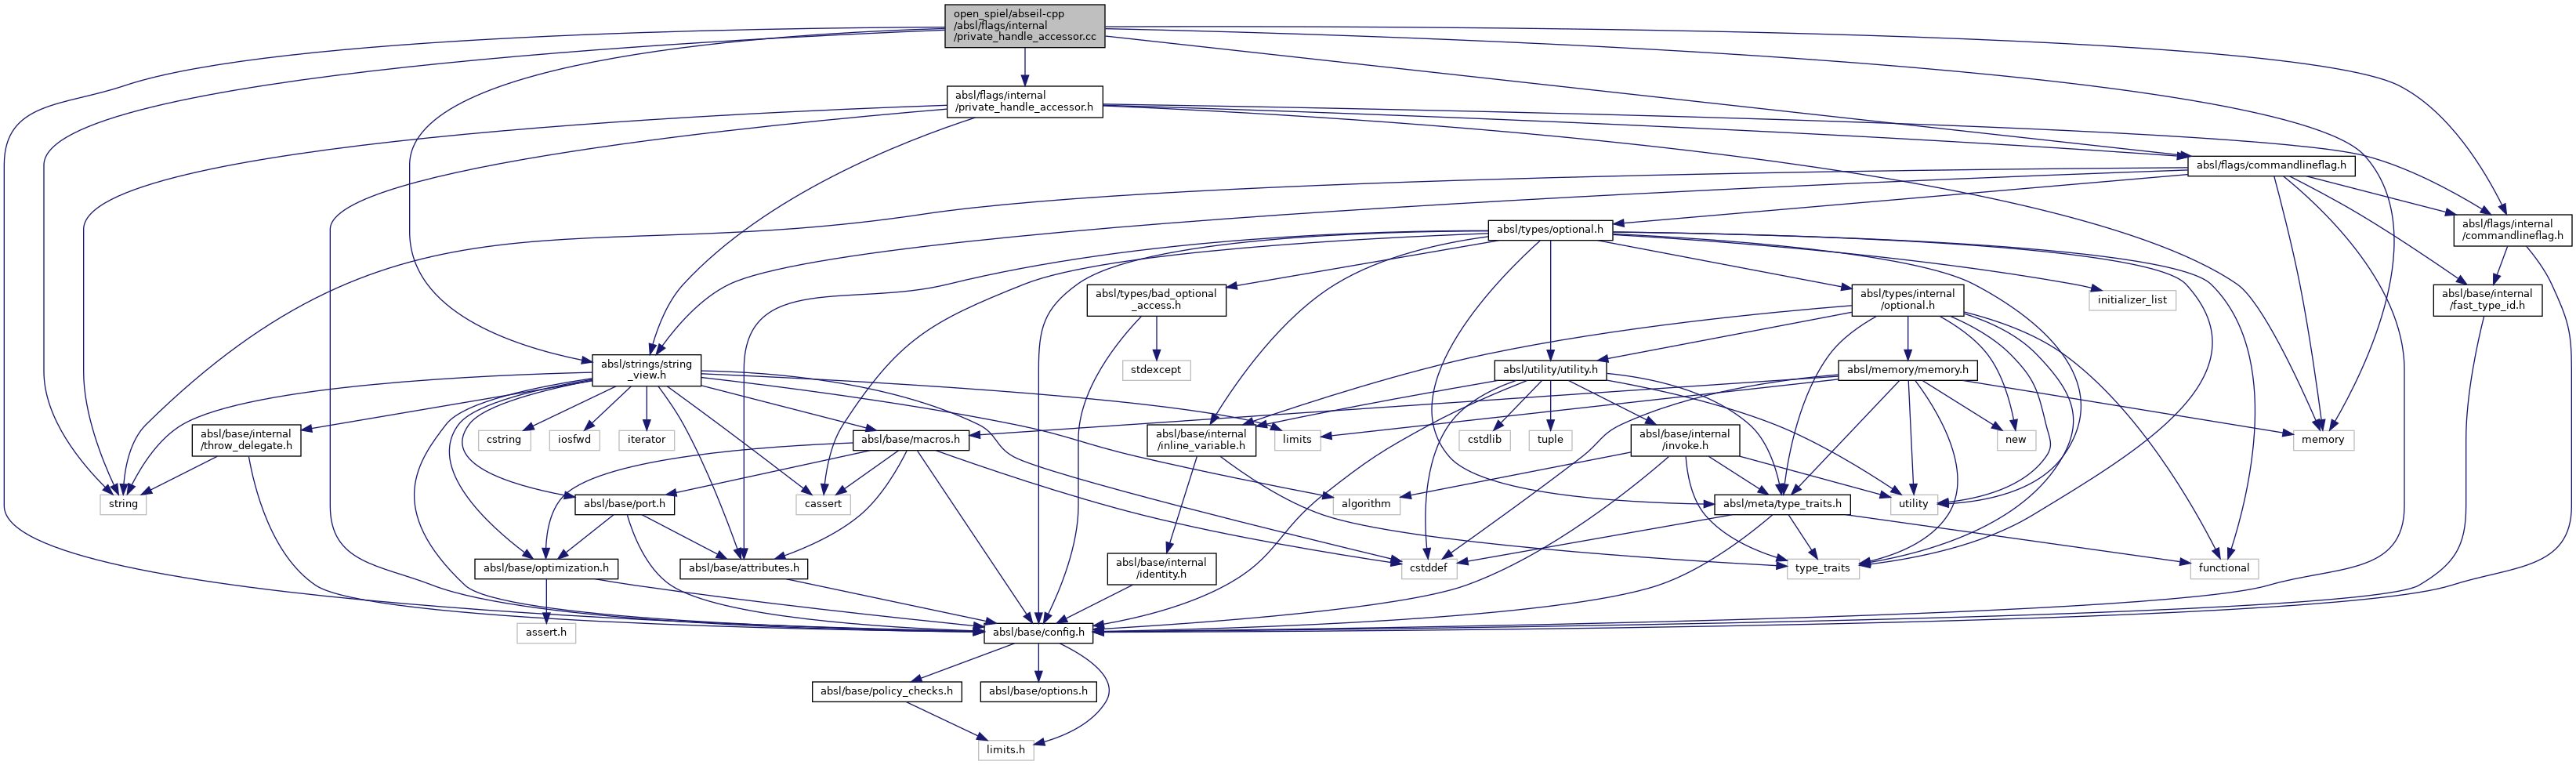 open_spiel/abseil-cpp
/absl/flags/internal
/private_handle_accessor.cc
absl/flags/internal
/private_handle_accessor.h
absl/flags/commandlineflag.h
absl/types/optional.h
absl/flags/internal
/commandlineflag.h
absl/types/bad_optional
_access.h
absl/types/internal
/optional.h
initializer_list
absl/base/internal
/fast_type_id.h
absl/strings/string
_view.h
stdexcept
absl/utility/utility.h
absl/memory/memory.h
absl/base/internal
/throw_delegate.h
cstring
iosfwd
iterator
absl/base/macros.h
absl/base/internal
/inline_variable.h
limits
cstdlib
tuple
absl/base/internal
/invoke.h
new
memory
string
absl/base/port.h
cassert
algorithm
absl/meta/type_traits.h
utility
absl/base/optimization.h
absl/base/attributes.h
absl/base/internal
/identity.h
cstddef
type_traits
functional
assert.h
absl/base/config.h
absl/base/policy_checks.h
absl/base/options.h
limits.h